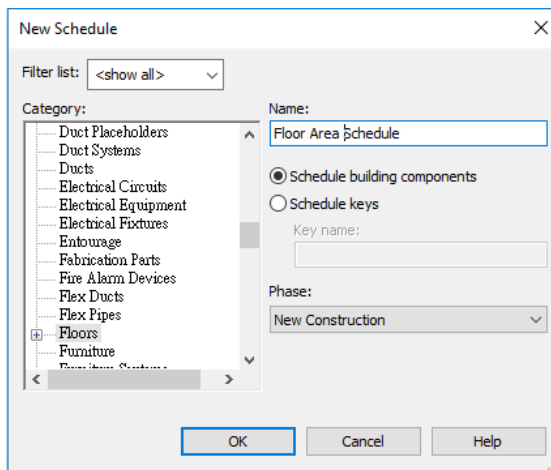 New Schedule
Filter list: <show all>
Category:
Duct Placeholders
Duct Systems
Ducts
Electrical Circuits
Electrical Equipment
Electrical Fixtures
Entourage
Fabrication Parts
Fire Alarm Devices
Flex Ducts
Flex Pipes
Floors
Furniture
Name:
Floor Area Schedule
Schedule building components
Schedule keys
Key name:
Phase:
New Construction
OK Cancel Help